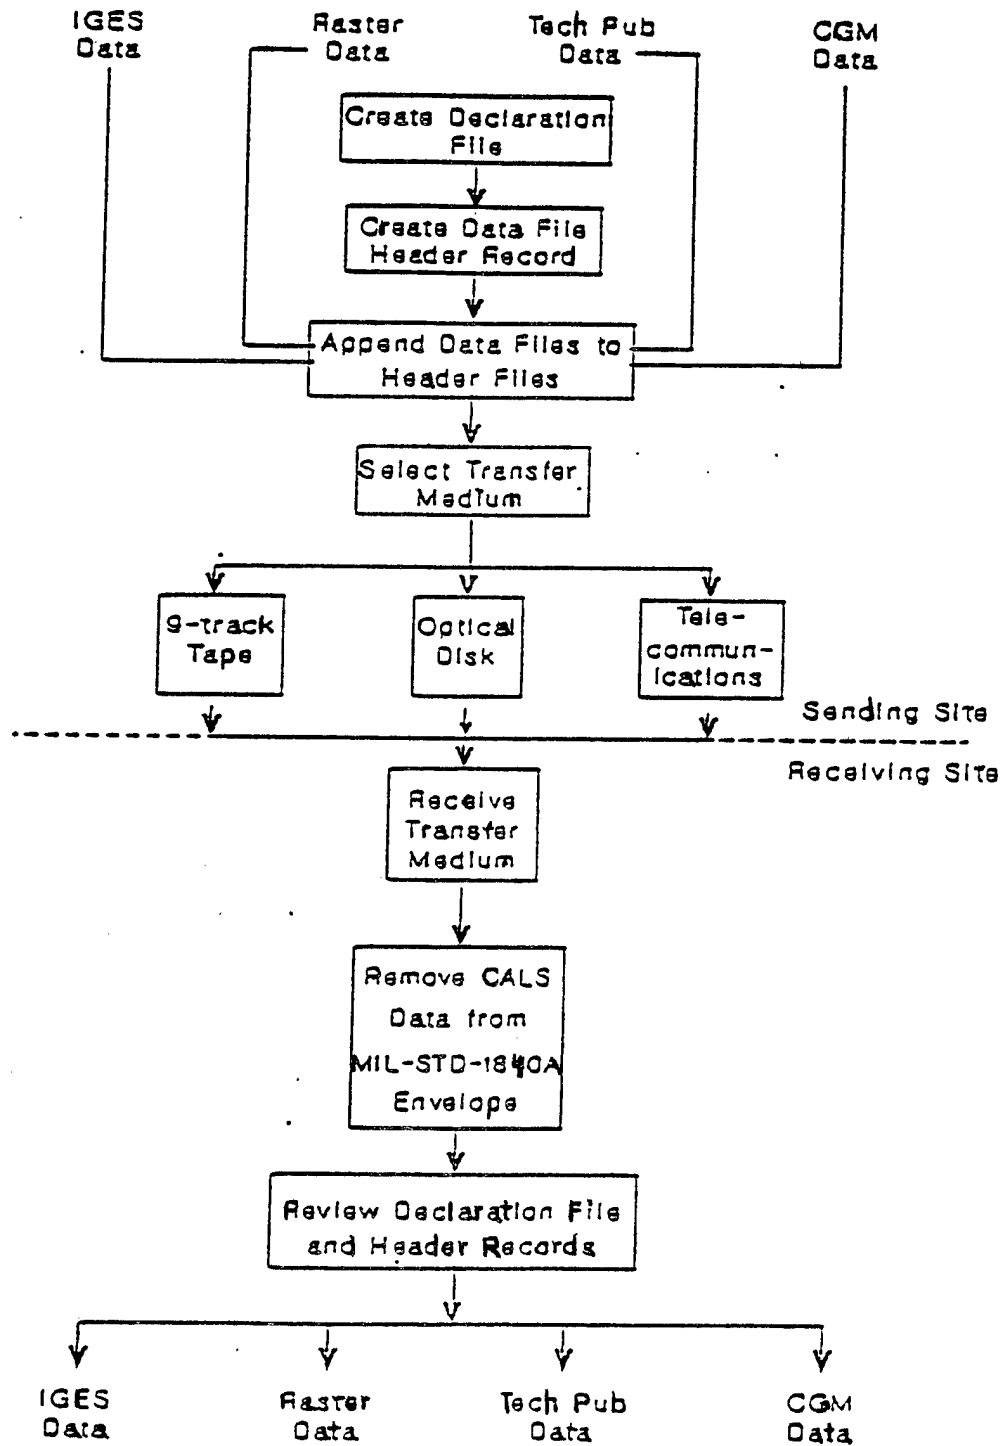 IGES
Data
Raster
Data
Tech Pub
Data
CGM
Data
Create Declaration
File
Create Data File
Header Record
Append Data Files to
Header Files
Select Transfer
Medium
9-track
Tape
Optical
Disk
Tele-
commun-
ications
Sending Site
Receiving Site
Receive
Transfer
Medium
Remove CALS
Data from
MIL-STD-1840A
Envelope
Review Declaration File
and Header Records
IGES
Data
Raster
Data
Tech Pub
Data
CGM
Data